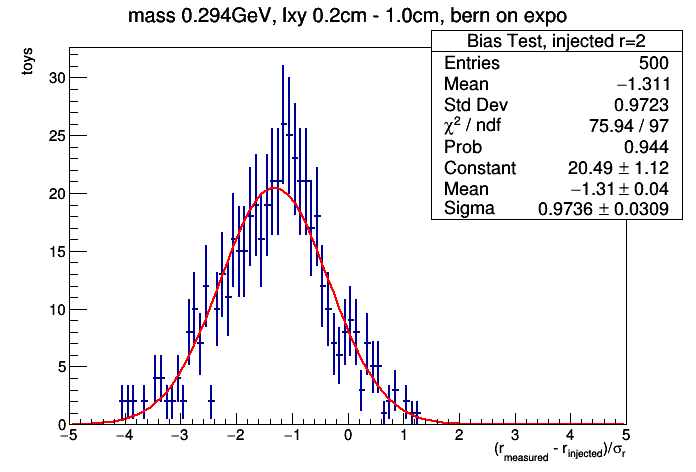 mass 0.294GeV, lxy 0.2cm - 1.0cm, bern on expo
toys
Bias Test, injected r=2
Entries 500
Mean −1.311
Std Dev 0.9723
χ² / ndf 75.94 / 97
Prob 0.944
Constant 20.49 ± 1.12
Mean −1.31 ± 0.04
Sigma 0.9736 ± 0.0309
30
25
20
15
10
5
0
−5 −4 −3 −2 −1 0 1 2 3 4 5
(r_measured - r_injected)/σ_r